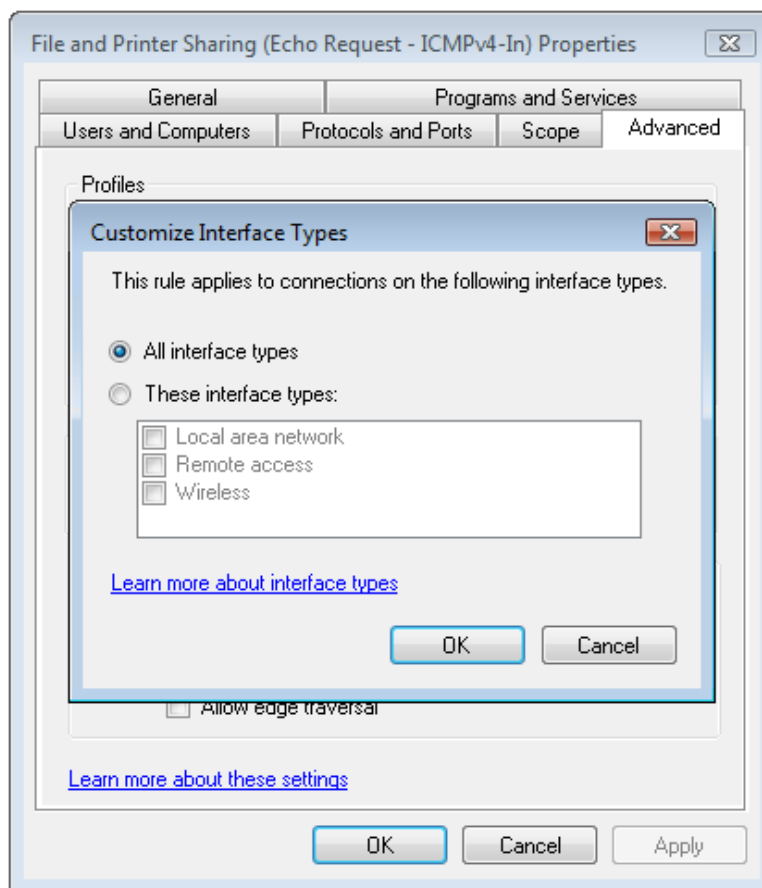 File and Printer Sharing (Echo Request - ICMPv4-In) Properties
General
Programs and Services
Users and Computers
Protocols and Ports
Scope
Advanced
Profiles
Customize Interface Types
This rule applies to connections on the following interface types.
All interface types
These interface types:
Local area network
Remote access
Wireless
Learn more about interface types
OK
Cancel
Allow edge traversal
Learn more about these settings
OK
Cancel
Apply